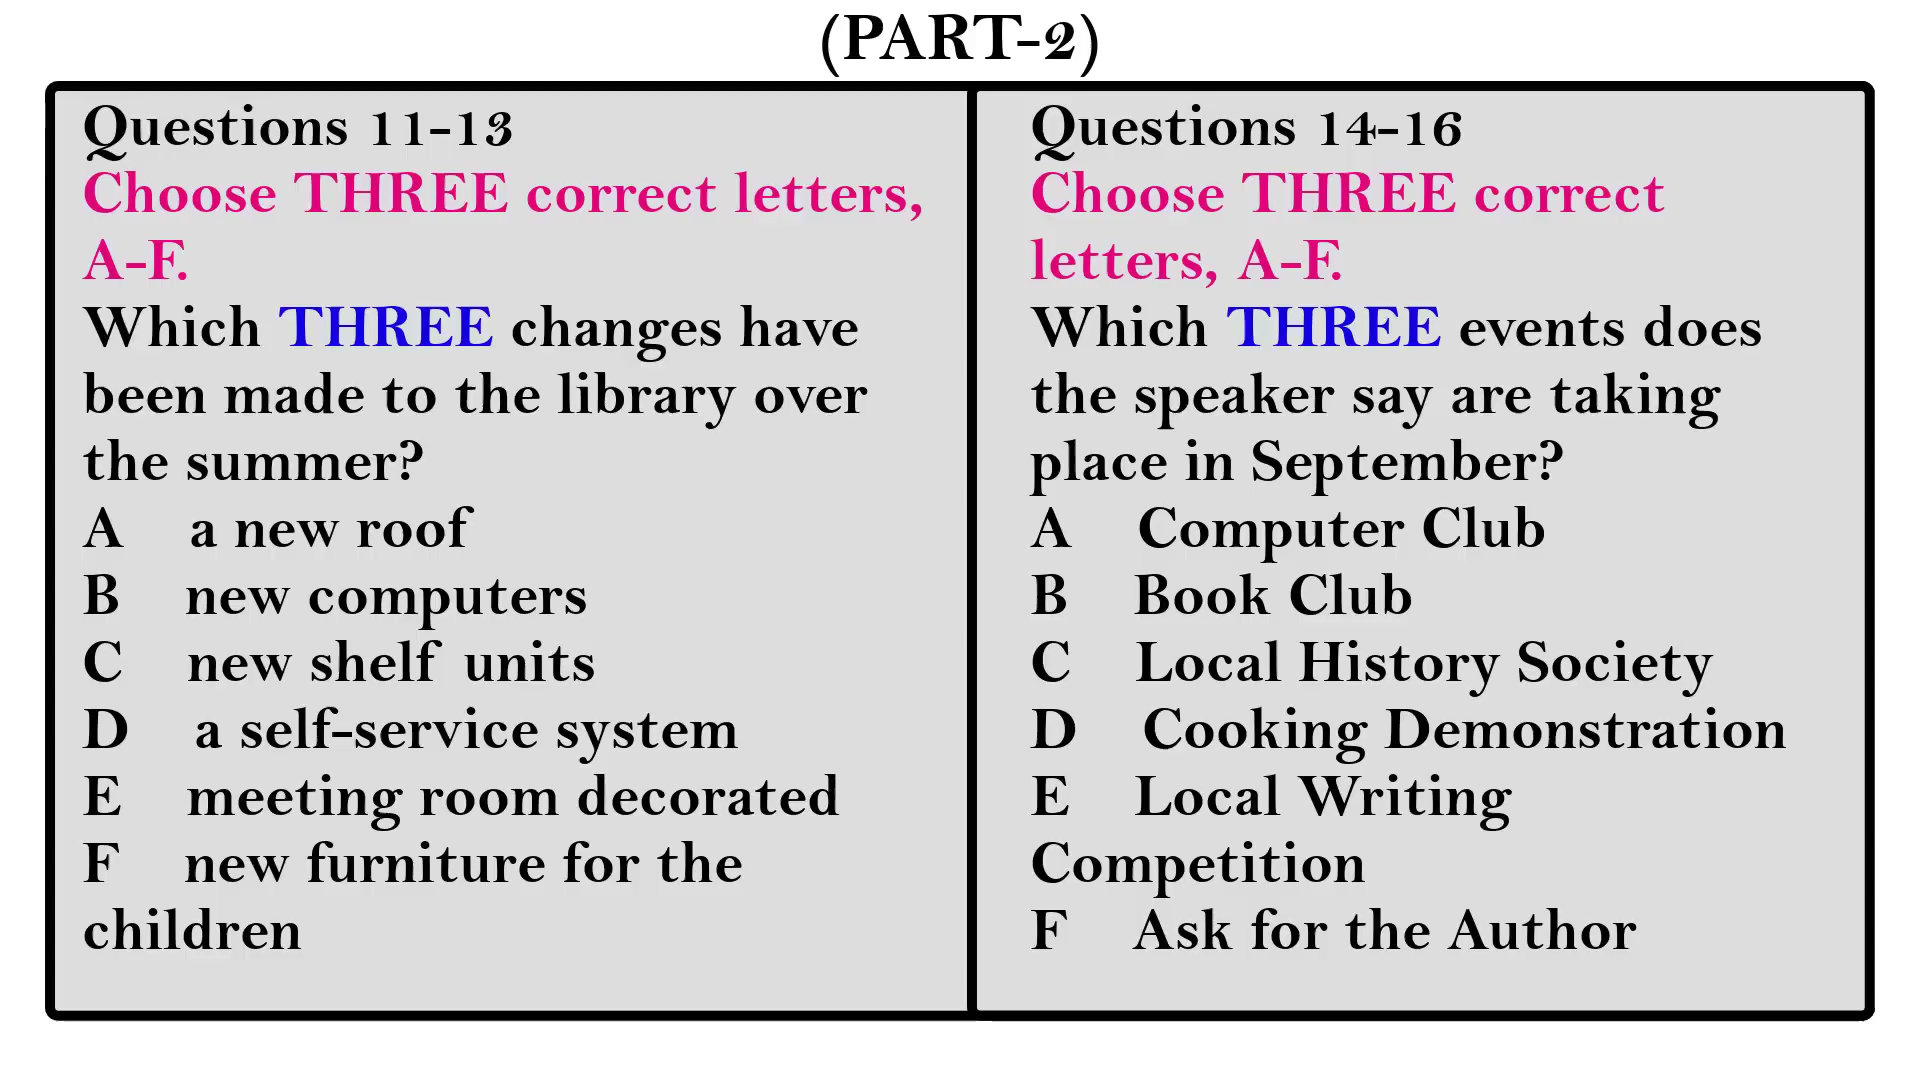 (PART-2)
Questions 11-13
Choose THREE correct letters,
A-F.
Which THREE changes have
been made to the library over
the summer?
A a new roof
B new computers
C new shelf units
D a self-service system
E meeting room decorated
F new furniture for the
children
Questions 14-16
Choose THREE correct
letters, A-F.
Which THREE events does
the speaker say are taking
place in September?
A Computer Club
B Book Club
C Local History Society
D Cooking Demonstration
E Local Writing
Competition
F Ask for the Author